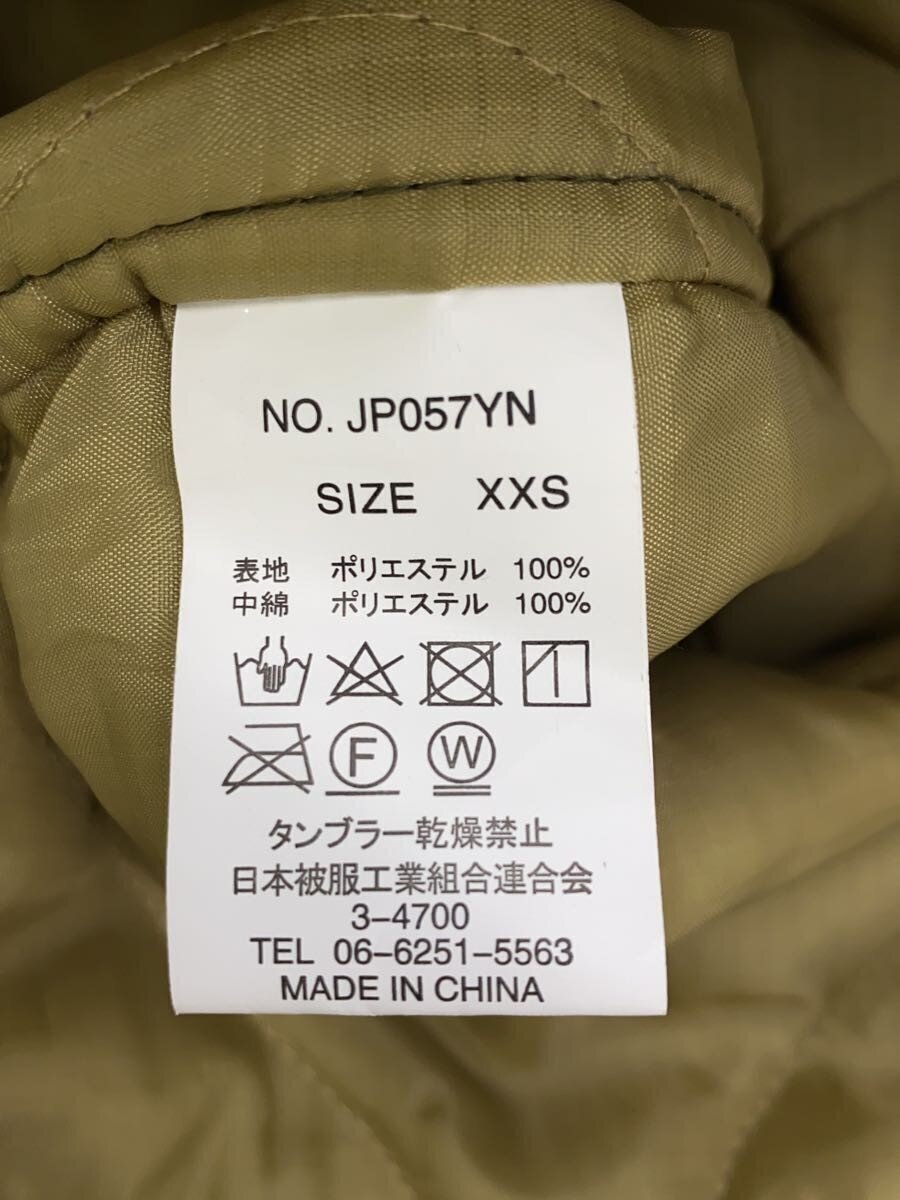 NO. JP057YN
SIZE XXS
表地 ポリエステル 100%
中綿 ポリエステル 100%
F W
タンブラー乾燥禁止
日本被服工業組合連合会
3-4700
TEL 06-6251-5563
MADE IN CHINA